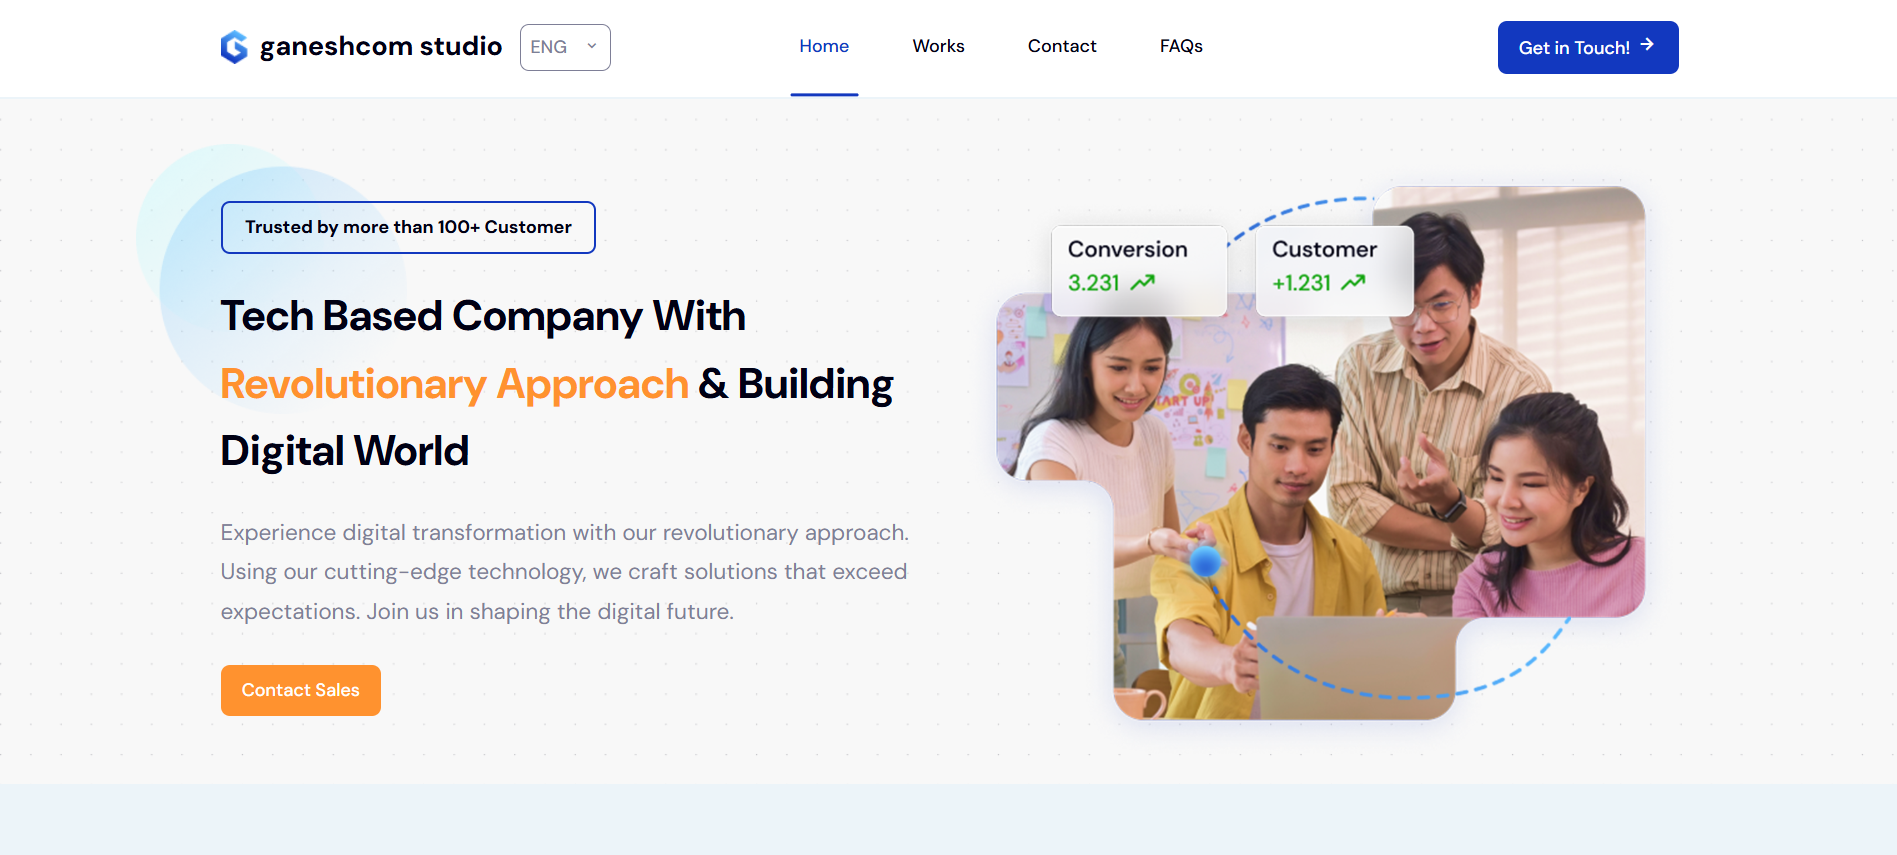 ganeshcom studio
ENG
Home
Works
Contact
FAQs
Get in Touch!
Trusted by more than 100+ Customer
Tech Based Company With
Revolutionary Approach & Building
Digital World
Experience digital transformation with our revolutionary approach.
Using our cutting-edge technology, we craft solutions that exceed
expectations. Join us in shaping the digital future.
Contact Sales
Conversion
3.231
Customer
+1.231
START UP